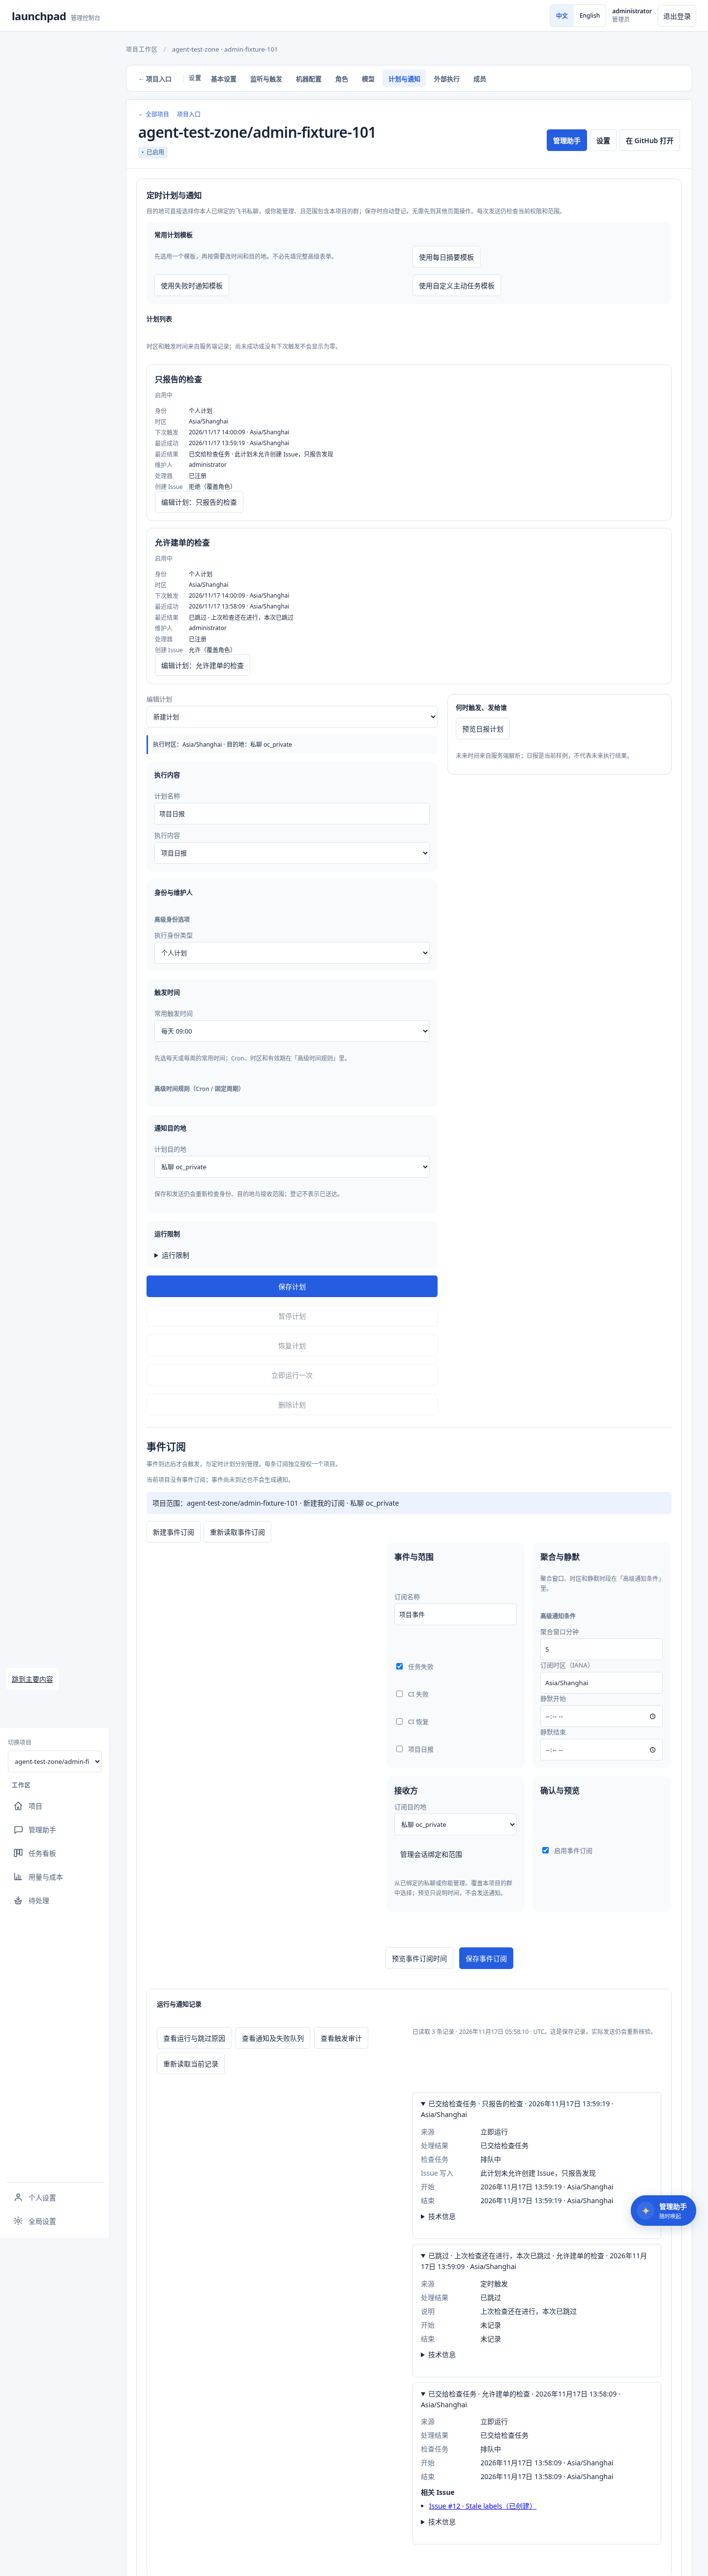 launchpad 管理控制台
中文 English
administrator
管理员
退出登录
项目工作区 / agent-test-zone · admin-fixture-101
← 项目入口 设置 基本设置 监听与触发 机器配置 角色 模型 计划与通知 外部执行 成员
← 全部项目 项目入口
agent-test-zone/admin-fixture-101
• 已启用
管理助手 设置 在 GitHub 打开
定时计划与通知
目的地可直接选择你本人已绑定的飞书私聊，或你能管理、且范围包含本项目的群；保存时自动登记，无需先到其他页面操作。每次发送仍检查当前权限和范围。
常用计划模板
先选用一个模板，再按需要改时间和目的地。不必先填完整高级表单。
使用每日摘要模板
使用失败时通知模板
使用自定义主动任务模板
计划列表
时区和触发时间来自服务端记录；尚未成功或没有下次触发不会显示为零。
只报告的检查
启用中
身份 个人计划
时区 Asia/Shanghai
下次触发 2026/11/17 14:00:09 · Asia/Shanghai
最近成功 2026/11/17 13:59:19 · Asia/Shanghai
最近结果 已交给检查任务 · 此计划未允许创建 Issue，只报告发现
维护人 administrator
处理器 已注册
创建 Issue 拒绝（覆盖角色）
编辑计划：只报告的检查
允许建单的检查
启用中
身份 个人计划
时区 Asia/Shanghai
下次触发 2026/11/17 14:00:09 · Asia/Shanghai
最近成功 2026/11/17 13:58:09 · Asia/Shanghai
最近结果 已跳过 · 上次检查还在进行，本次已跳过
维护人 administrator
处理器 已注册
创建 Issue 允许（覆盖角色）
编辑计划：允许建单的检查
编辑计划
新建计划
执行时区：Asia/Shanghai · 目的地：私聊 oc_private
执行内容
计划名称
项目日报
执行内容
项目日报
身份与维护人
高级身份选项
执行身份类型
个人计划
触发时间
常用触发时间
每天 09:00
先选每天或每周的常用时间；Cron、时区和有效期在「高级时间规则」里。
高级时间规则（Cron / 固定周期）
通知目的地
计划目的地
私聊 oc_private
保存和发送仍会重新检查身份、目的地与接收范围；登记不表示已送达。
运行限制
▶ 运行限制
保存计划
暂停计划
恢复计划
立即运行一次
删除计划
何时触发、发给谁
预览日报计划
未来时间来自服务端解析；日报是当前样例，不代表未来执行结果。
事件订阅
事件到达后才会触发，与定时计划分别管理。每条订阅独立授权一个项目。
当前项目没有事件订阅；事件尚未到达也不会生成通知。
项目范围：agent-test-zone/admin-fixture-101 · 新建我的订阅 · 私聊 oc_private
新建事件订阅 重新读取事件订阅
事件与范围
订阅名称
项目事件
任务失败
CI 失败
CI 恢复
项目日报
聚合与静默
聚合窗口、时区和静默时段在「高级通知条件」
里。
高级通知条件
聚合窗口分钟
5
订阅时区（IANA）
Asia/Shanghai
静默开始
--:-- --
静默结束
--:-- --
接收方
订阅目的地
私聊 oc_private
管理会话绑定和范围
从已绑定的私聊或你能管理、覆盖本项目的群
中选择；预览只说明时间，不会发送通知。
确认与预览
启用事件订阅
预览事件订阅时间 保存事件订阅
跳到主要内容
切换项目
agent-test-zone/admin-fi
工作区
项目
管理助手
任务看板
用量与成本
待处理
个人设置
全局设置
运行与通知记录
查看运行与跳过原因 查看通知及失败队列 查看触发审计
重新读取当前记录
已读取 3 条记录 · 2026年11月17日 05:58:10 · UTC。这是保存记录，实际发送仍会重新核验。
▼ 已交给检查任务 · 只报告的检查 · 2026年11月17日 13:59:19 ·
Asia/Shanghai
来源 立即运行
处理结果 已交给检查任务
检查任务 排队中
Issue 写入 此计划未允许创建 Issue，只报告发现
开始 2026年11月17日 13:59:19 · Asia/Shanghai
结束 2026年11月17日 13:59:19 · Asia/Shanghai
▶ 技术信息
管理助手
随时唤起
▼ 已跳过 · 上次检查还在进行，本次已跳过 · 允许建单的检查 · 2026年11月
17日 13:59:09 · Asia/Shanghai
来源 定时触发
处理结果 已跳过
说明 上次检查还在进行，本次已跳过
开始 未记录
结束 未记录
▶ 技术信息
▼ 已交给检查任务 · 允许建单的检查 · 2026年11月17日 13:58:09 ·
Asia/Shanghai
来源 立即运行
处理结果 已交给检查任务
检查任务 排队中
开始 2026年11月17日 13:58:09 · Asia/Shanghai
结束 2026年11月17日 13:58:09 · Asia/Shanghai
相关 Issue
• Issue #12 · Stale labels（已创建）
▶ 技术信息